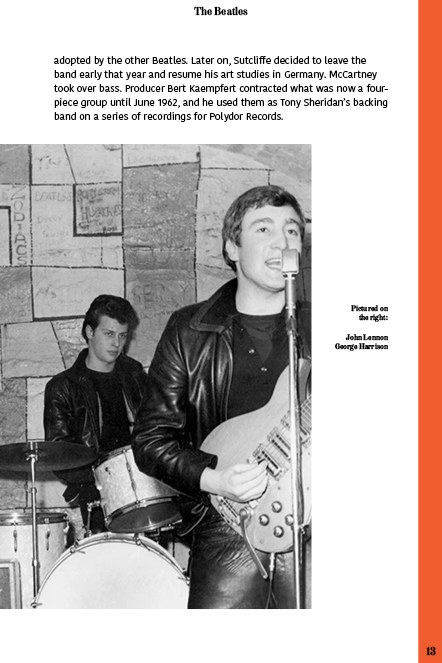 The Beatles
adopted by the other Beatles. Later on, Sutcliffe decided to leave the
band early that year and resume his art studies in Germany. McCartney
took over bass. Producer Bert Kaempfert contracted what was now a four-
piece group until June 1962, and he used them as Tony Sheridan's backing
band on a series of recordings for Polydor Records.
ZODIACS
Pictured on
the right:
John Lennon
George Harrison
13